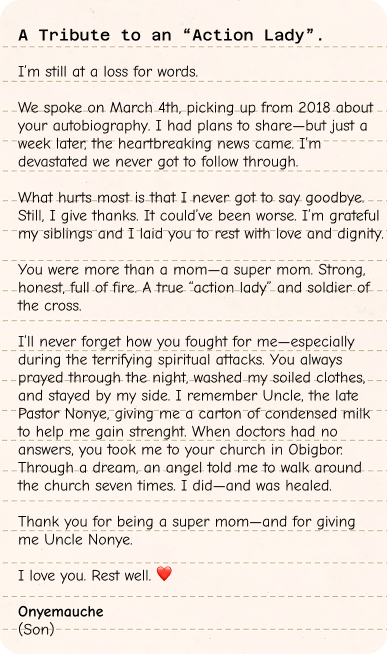 A Tribute to an “Action Lady”.
I’m still at a loss for words.
We spoke on March 4th, picking up from 2018 about
your autobiography. I had plans to share—but just a
week later, the heartbreaking news came. I’m
devastated we never got to follow through.
What hurts most is that I never got to say goodbye.
Still, I give thanks. It could’ve been worse. I’m grateful
my siblings and I laid you to rest with love and dignity.
You were more than a mom—a super mom. Strong,
honest, full of fire. A true “action lady” and soldier of
the cross.
I’ll never forget how you fought for me—especially
during the terrifying spiritual attacks. You always
prayed through the night, washed my soiled clothes,
and stayed by my side. I remember Uncle, the late
Pastor Nonye, giving me a carton of condensed milk
to help me gain strenght. When doctors had no
answers, you took me to your church in Obigbor.
Through a dream, an angel told me to walk around
the church seven times. I did—and was healed.
Thank you for being a super mom—and for giving
me Uncle Nonye.
I love you. Rest well. ❤️
Onyemauche
(Son)